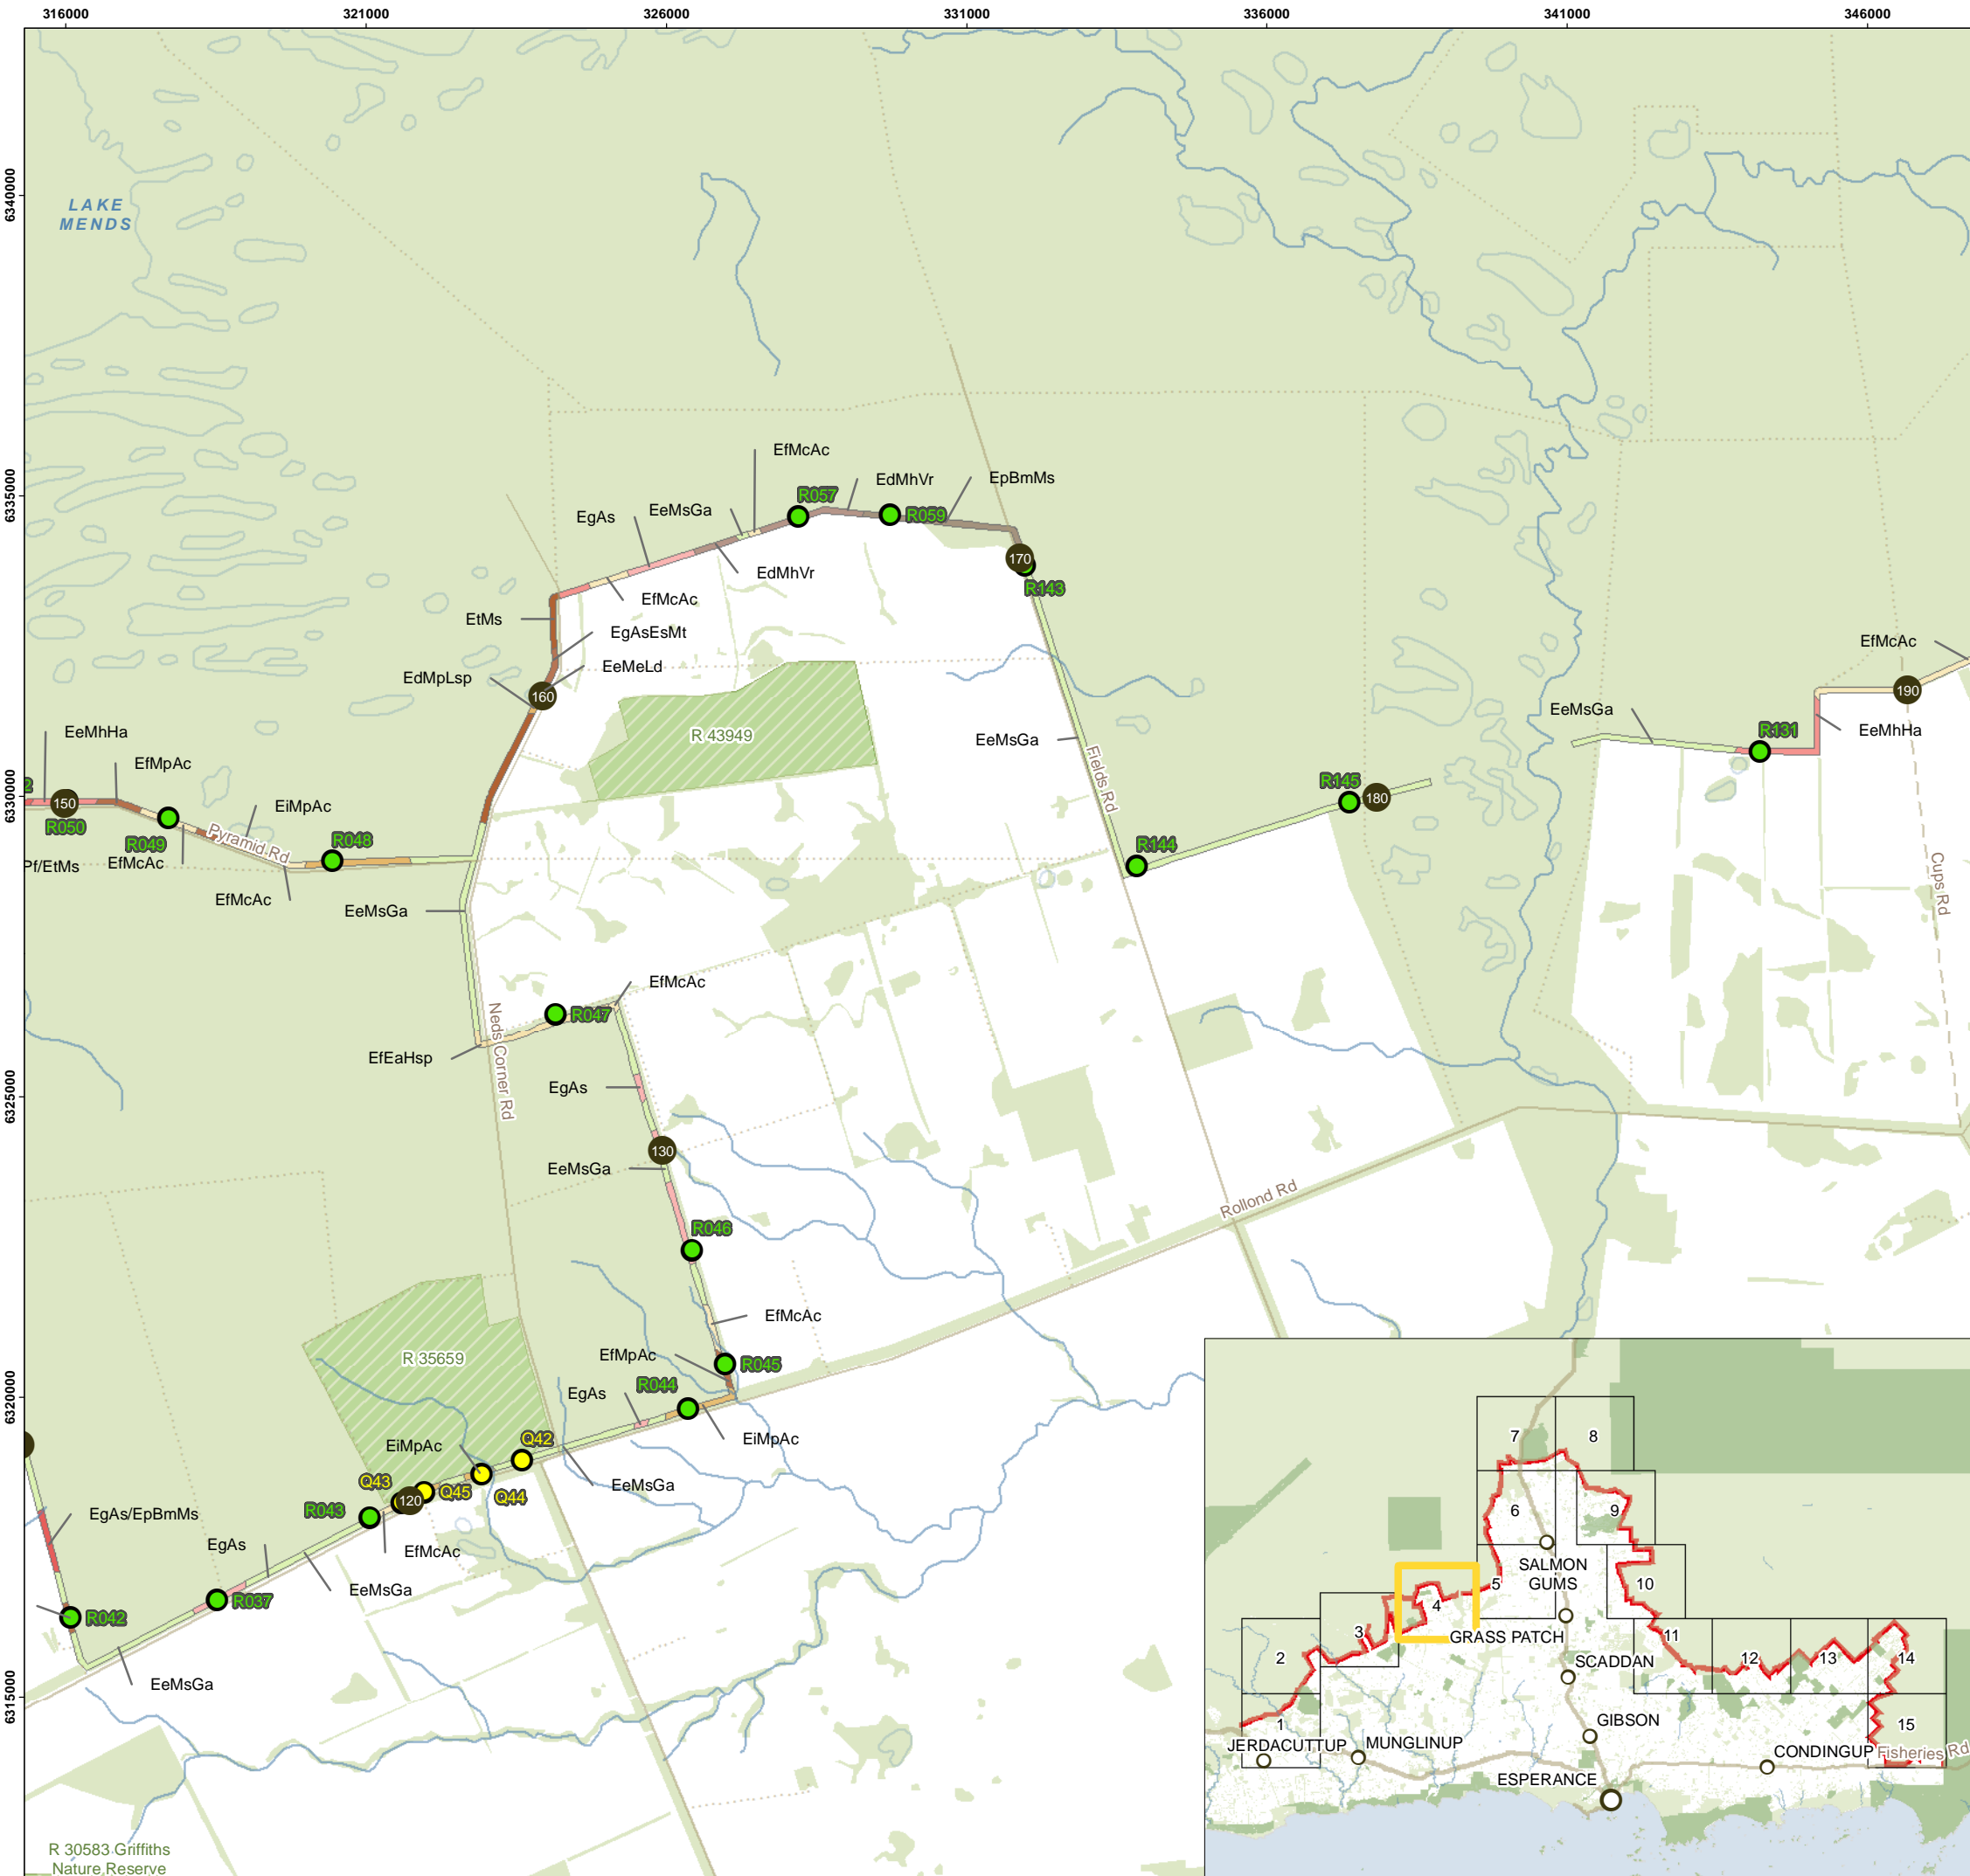 316000
321000
326000
331000
336000
341000
346000
6340000
6335000
6330000
6325000
6320000
6315000
LAKE
MENDS
EfMcAc
R057
EdMhVr
EpBmMs
EgAs
EeMsGa
R059
EdMhVr
EfMcAc
170
R143
EtMs
EgAsEsMt
EeMeLd
EdMpLsp
160
R 43949
EeMsGa
Fields Rd
EfMcAc
190
EeMsGa
R131
EeMhHa
EeMhHa
EfMpAc
2
150
R050
EiMpAc
R049
Pyramid Rd
R048
Pf/EtMs
EfMcAc
EfMcAc
EeMsGa
R145
180
R144
Cups Rd
EfMcAc
R047
Neds Corner Rd
EfEaHsp
EgAs
130
EeMsGa
R046
Rollond Rd
EfMcAc
R 35659
EfMpAc
R045
R044
EgAs
EiMpAc
EiMpAc
Q42
Q43
Q45
Q44
120
EeMsGa
R043
EgAs/EpBmMs
EgAs
EfMcAc
EeMsGa
R037
R042
EeMsGa
R 30583 Griffiths
Nature Reserve
7
8
6
9
SALMON
GUMS
5
10
4
GRASS PATCH
3
11
2
SCADDAN
12
13
14
1
GIBSON
15
JERDACUTTUP
MUNGLINUP
CONDINGUP
Fisheries Rd
ESPERANCE